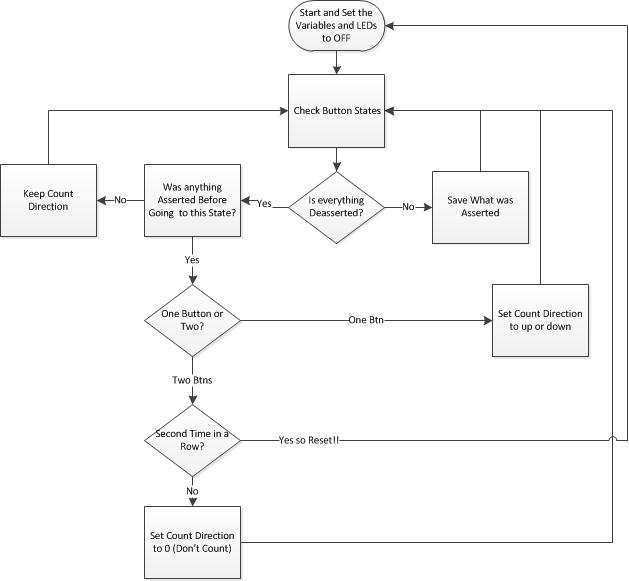 Start and Set the
Variables and LEDs
to OFF
Check Button States
Keep Count
Direction
No
Was anything
Asserted Before
Going to this State?
Yes
Is everything
Deasserted?
No
Save What was
Asserted
Yes
One Button or
Two?
One Btn
Set Count Direction
to up or down
Two Btns
Second Time in a
Row?
Yes so Reset!!
No
Set Count Direction
to 0 (Don't Count)